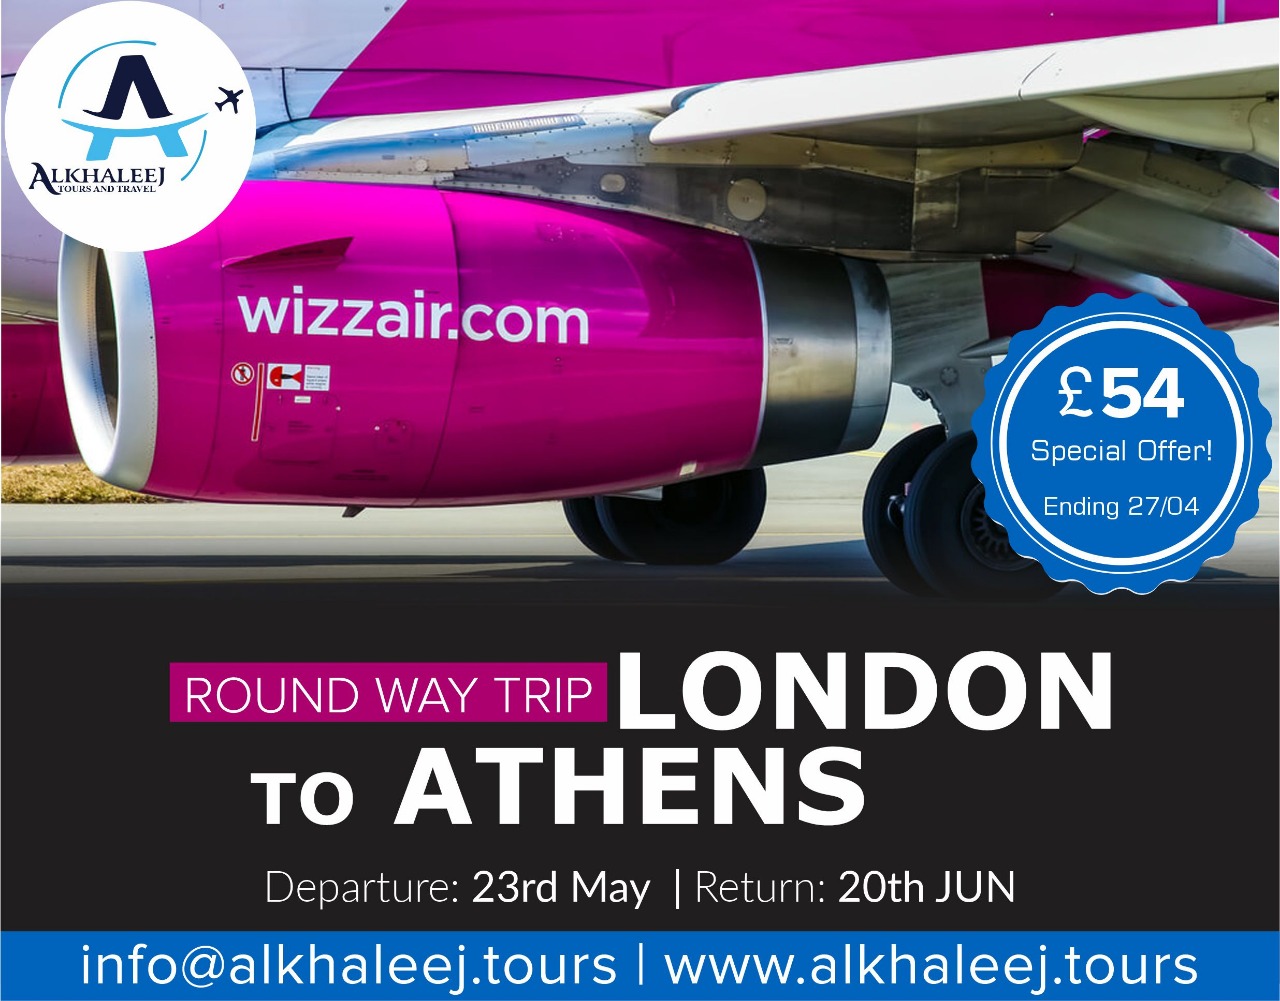 ALKHALEEJ
TOURS AND TRAVEL
wizzair.com
£54
Special Offer!
Ending 27/04
ROUND WAY TRIP LONDON
TO ATHENS
Departure: 23rd May | Return: 20th JUN
info@alkhaleej.tours | www.alkhaleej.tours